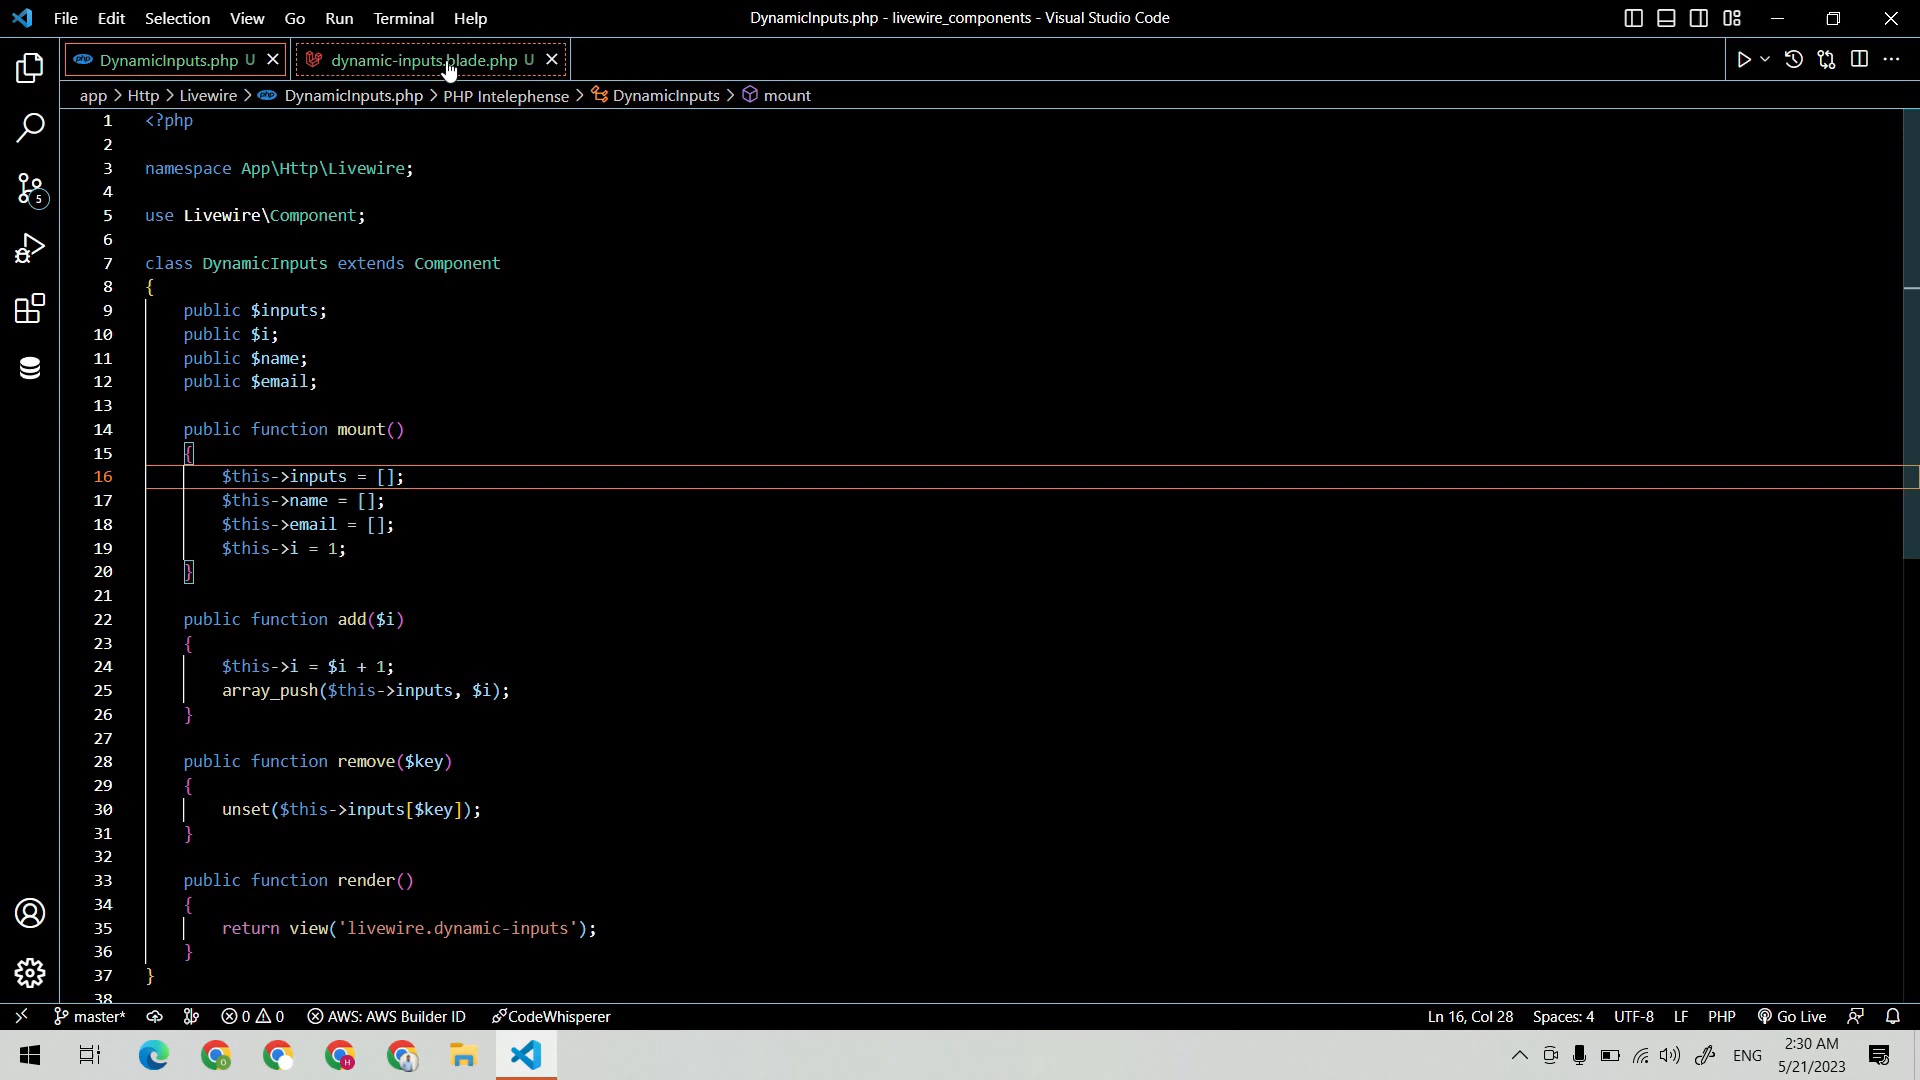 File Edit Selection View Go Run Terminal Help
DynamicInputs.php - livewire_components - Visual Studio Code
php DynamicInputs.php U
dynamic-inputs.blade.php U
app > Http > Livewire > php DynamicInputs.php > PHP Intelephense > DynamicInputs > mount
1 <?php
2
3 namespace App\Http\Livewire;
4
5 use Livewire\Component;
6
7 class DynamicInputs extends Component
8 {
9 public $inputs;
10 public $i;
11 public $name;
12 public $email;
13
14 public function mount()
15 {
16 $this->inputs = [];
17 $this->name = [];
18 $this->email = [];
19 $this->i = 1;
20 }
21
22 public function add($i)
23 {
24 $this->i = $i + 1;
25 array_push($this->inputs, $i);
26 }
27
28 public function remove($key)
29 {
30 unset($this->inputs[$key]);
31 }
32
33 public function render()
34 {
35 return view('livewire.dynamic-inputs');
36 }
37 }
38
5
master* 0 0 AWS: AWS Builder ID CodeWhisperer
Ln 16, Col 28 Spaces: 4 UTF-8 LF PHP Go Live
ENG
2:30 AM
5/21/2023